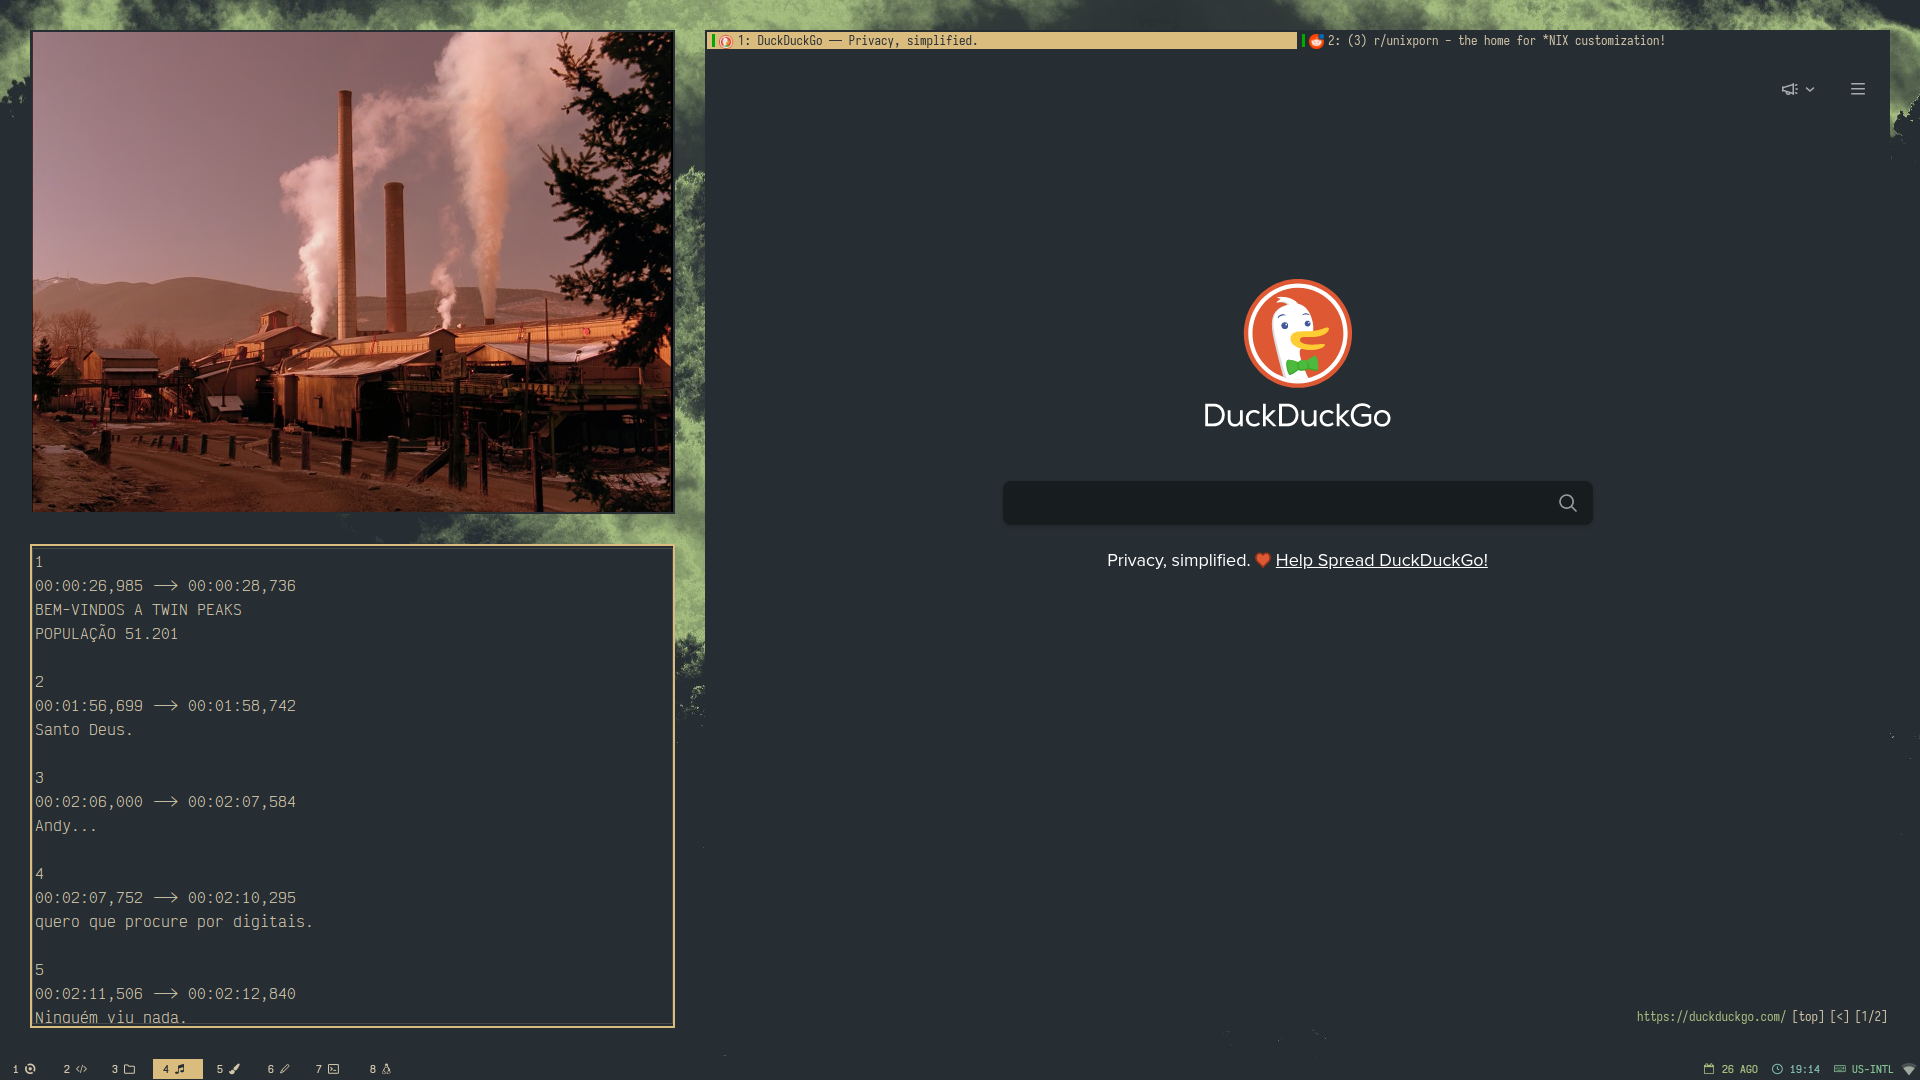 1: DuckDuckGo — Privacy, simplified.
2: (3) r/unixporn - the home for *NIX customization!
DuckDuckGo
Privacy, simplified. Help Spread DuckDuckGo!
1
00:00:26,985 --> 00:00:28,736
BEM-VINDOS A TWIN PEAKS
POPULAÇÃO 51.201
2
00:01:56,699 --> 00:01:58,742
Santo Deus.
3
00:02:06,000 --> 00:02:07,584
Andy...
4
00:02:07,752 --> 00:02:10,295
quero que procure por digitais.
5
00:02:11,506 --> 00:02:12,840
Ninguém viu nada.
https://duckduckgo.com/ [top] [<] [1/2]
1 2 </> 3 4 5 6 7 8
26 AGO 19:14 US-INTL